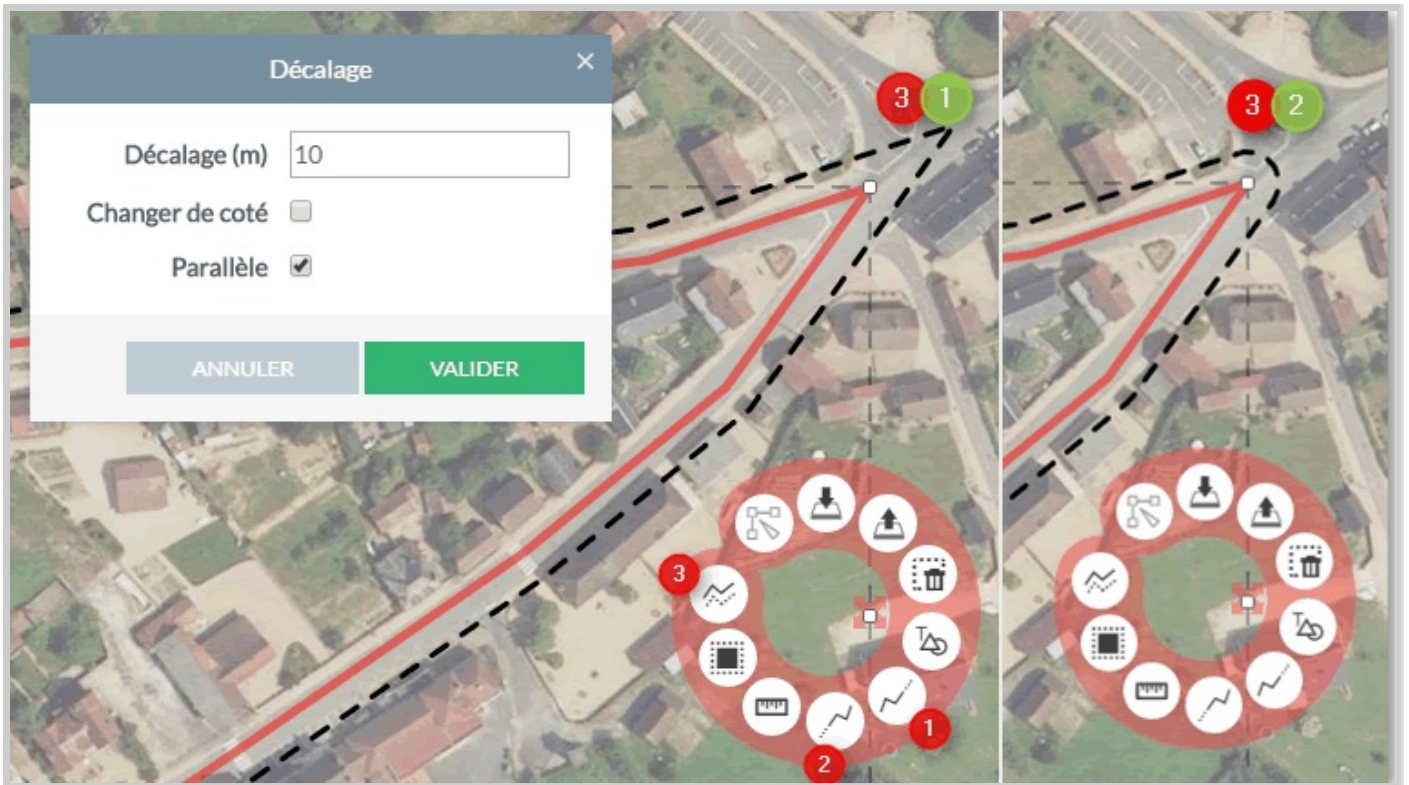 Décalage ×
Décalage (m) 10
Changer de coté
Parallèle
ANNULER VALIDER
3 1
3 2
3
1
2
T
T